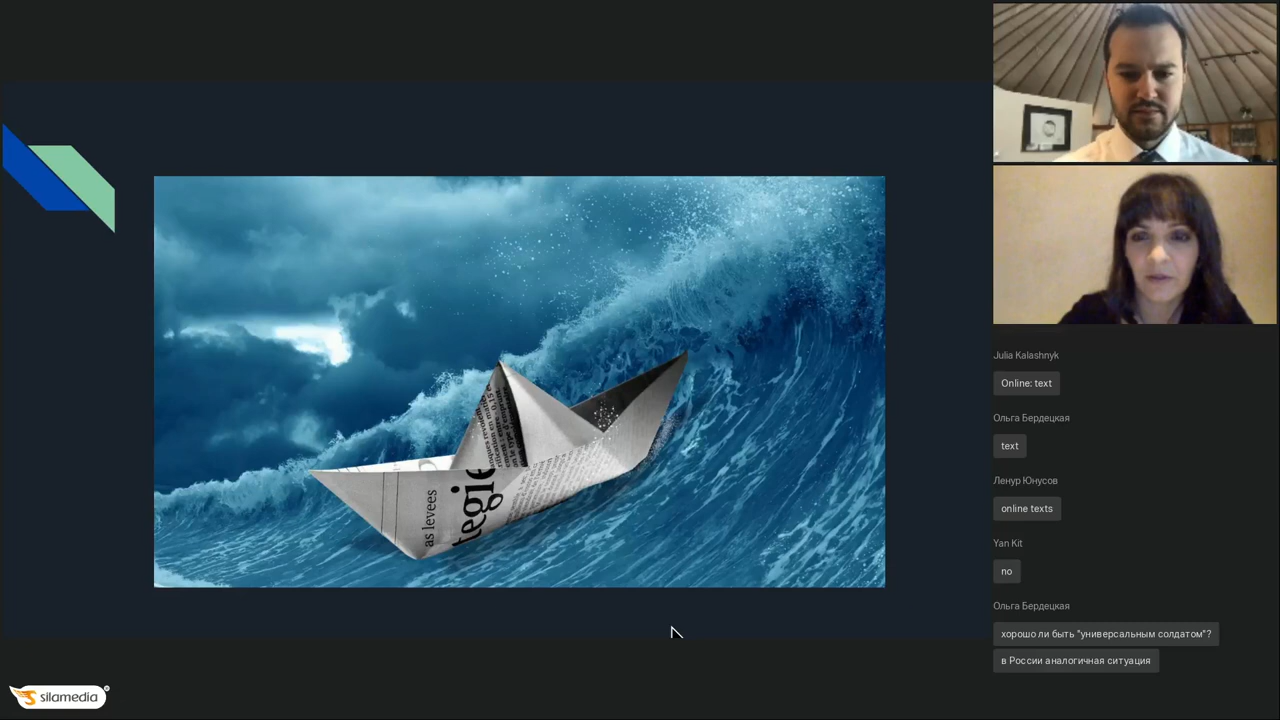 as levees
tegie
Julia Kalashnyk
Online: text
Ольга Бердецкая
text
Ленур Юнусов
online texts
Yan Kit
no
Ольга Бердецкая
хорошо ли быть "универсальным солдатом"?
в России аналогичная ситуация
silamedia